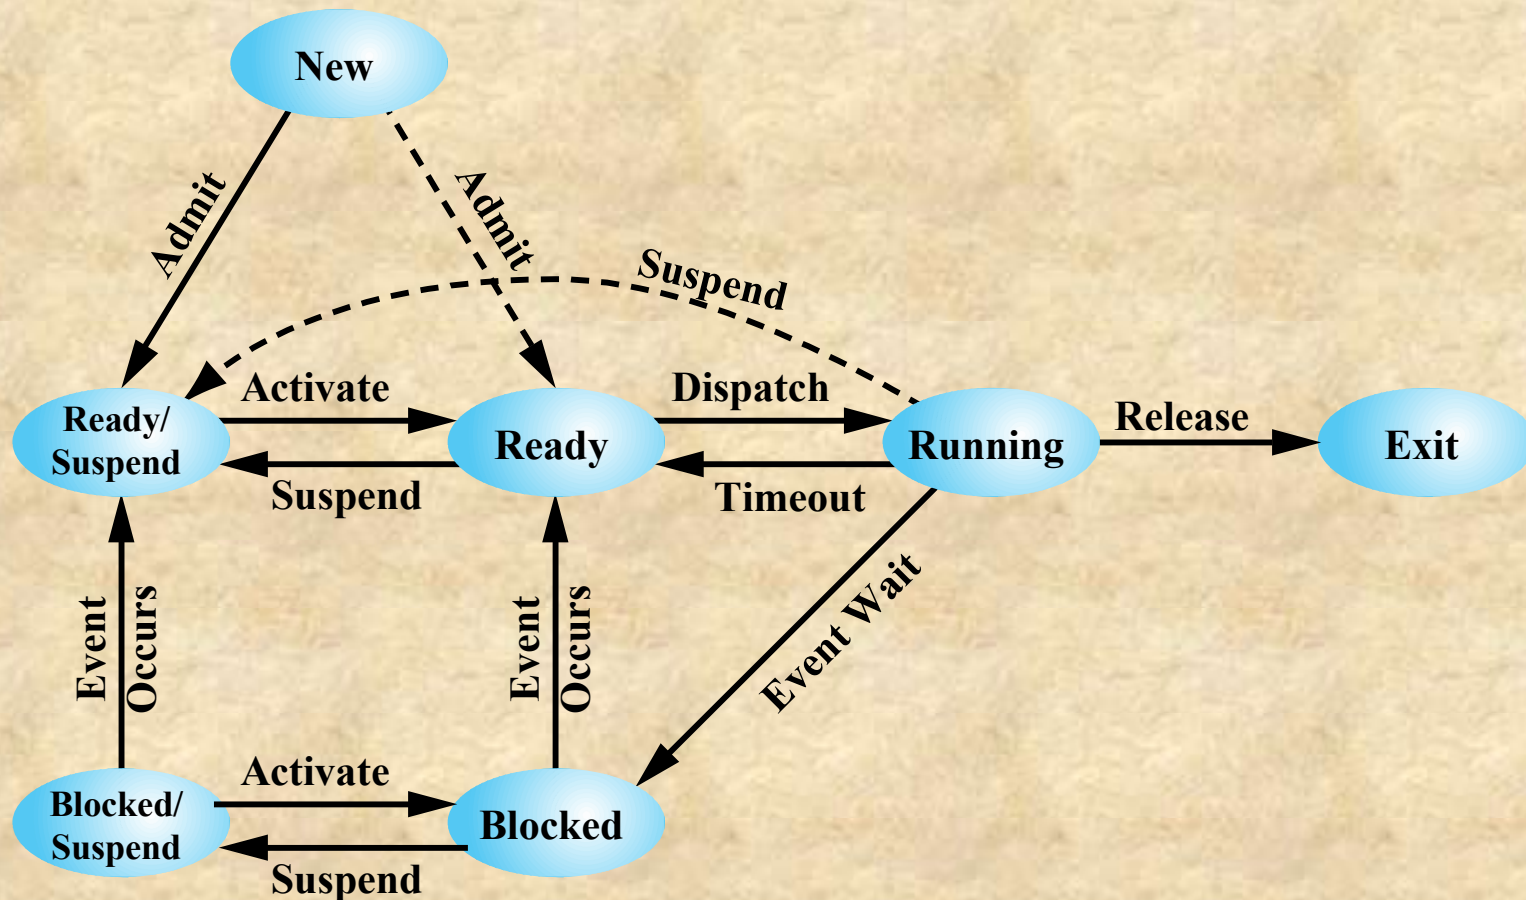 New
Admit
Admit
Suspend
Activate
Dispatch
Release
Ready/
Suspend
Ready
Running
Exit
Suspend
Timeout
Event
Occurs
Event
Occurs
Event Wait
Activate
Blocked/
Suspend
Blocked
Suspend